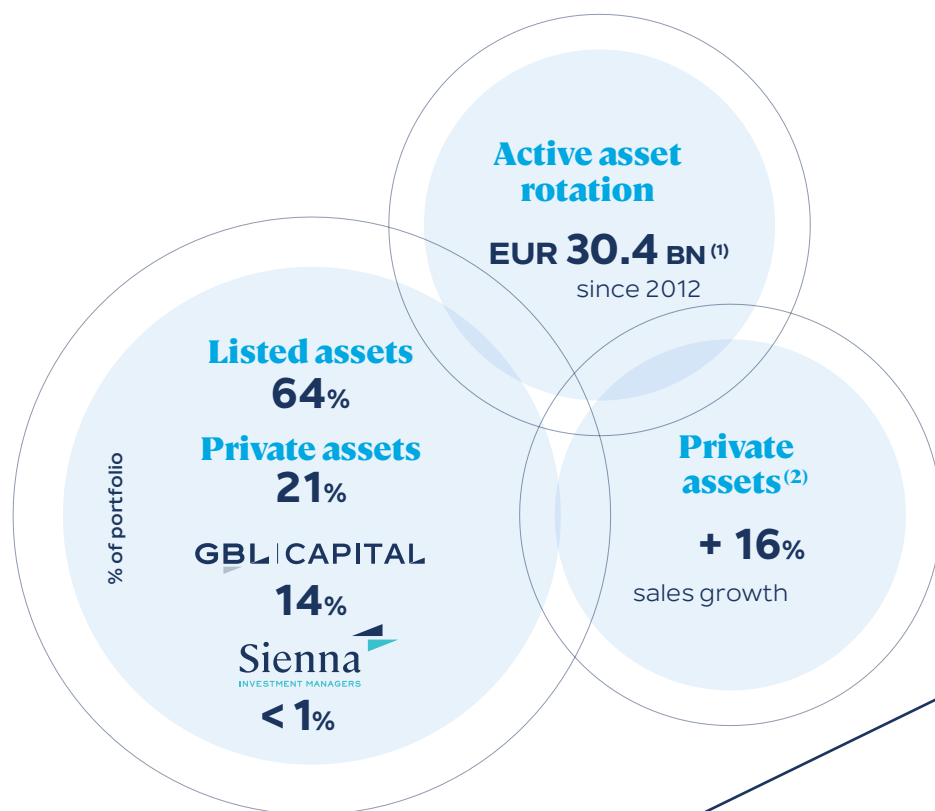 Active asset
rotation
EUR 30.4 BN (1)
since 2012
% of portfolio
Listed assets
64%
Private assets
21%
GBL CAPITAL
14%
Sienna
INVESTMENT MANAGERS
< 1%
Private
assets (2)
+ 16%
sales growth